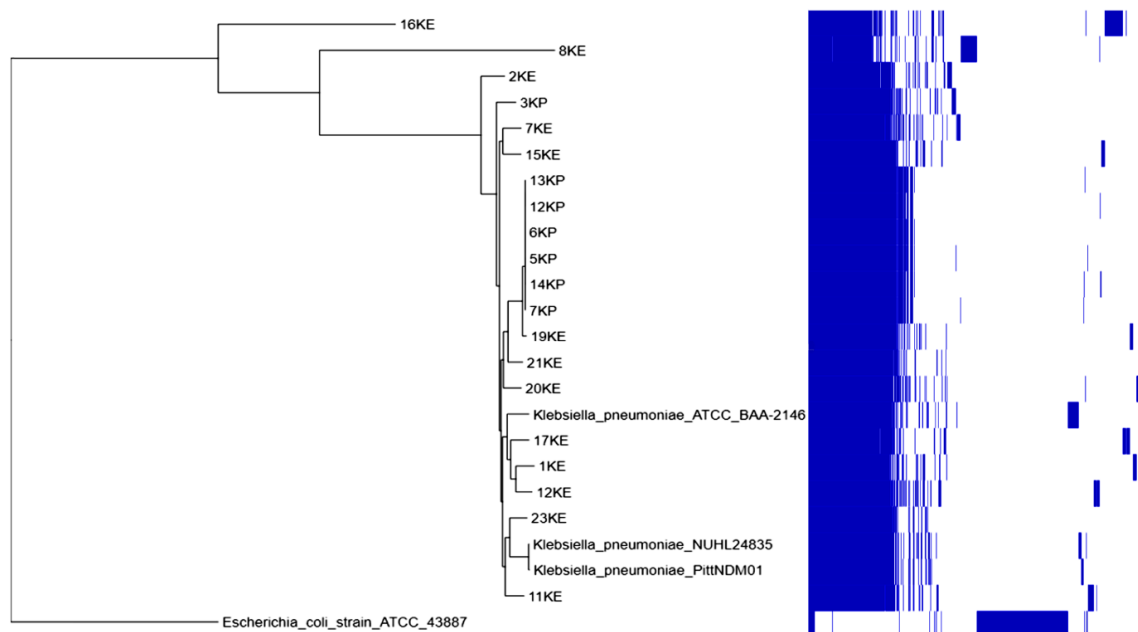 16KE
8KE
2KE
3KP
7KE
15KE
13KP
12KP
6KP
5KP
14KP
7KP
19KE
21KE
20KE
Klebsiella_pneumoniae_ATCC_BAA-2146
17KE
1KE
12KE
23KE
Klebsiella_pneumoniae_NUHL24835
Klebsiella_pneumoniae_PittNDM01
11KE
Escherichia_coli_strain_ATCC_43887